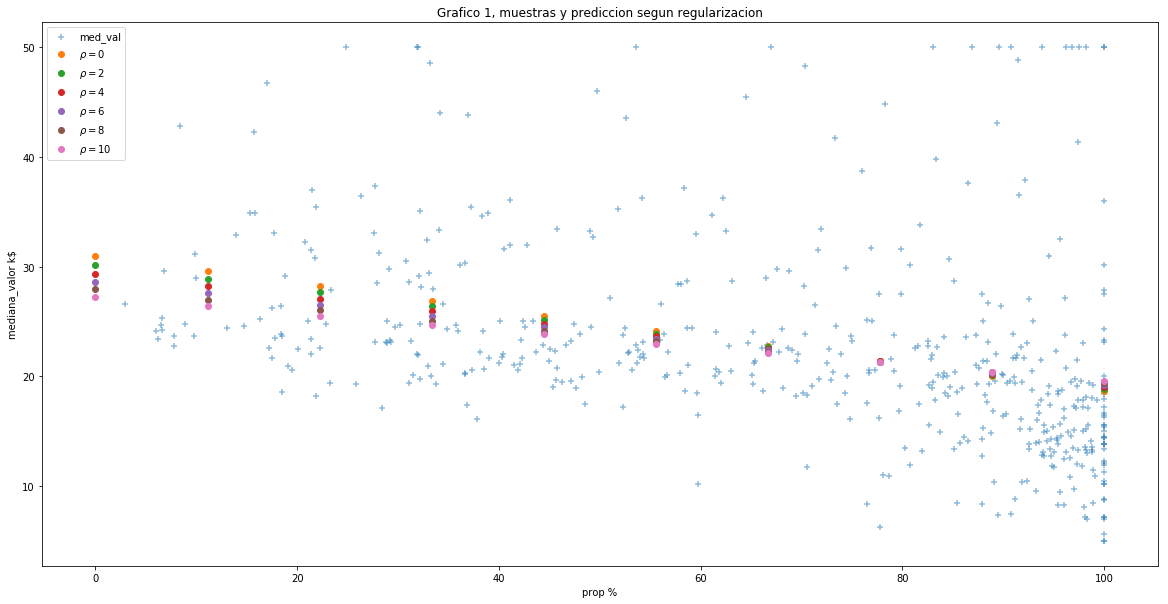 Grafico 1, muestras y prediccion segun regularizacion
med_val
ρ = 0
ρ = 2
ρ = 4
ρ = 6
ρ = 8
ρ = 10
mediana_valor k$
50
40
30
20
10
0
20
40
60
80
100
prop %